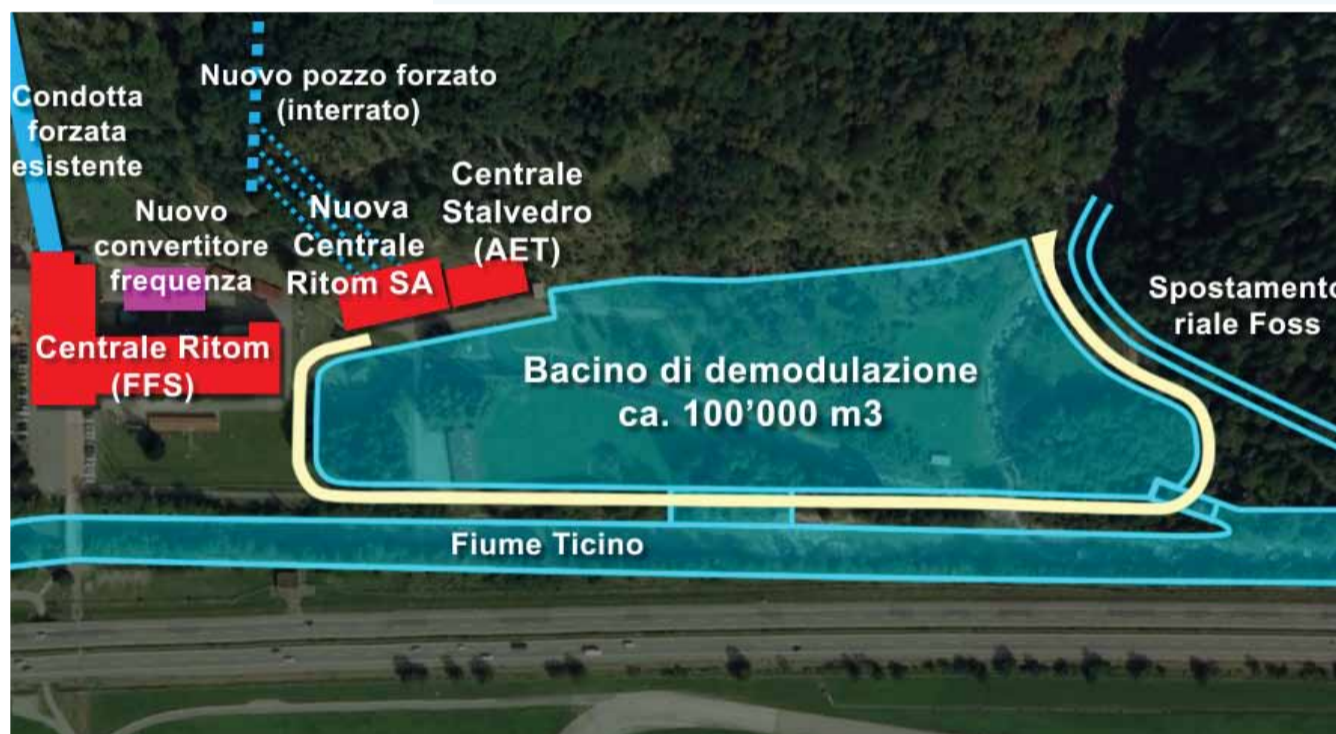 Condotta
forzata
esistente
Nuovo pozzo forzato
(interrato)
Nuovo
convertitore
frequenza
Nuova
Centrale
Ritom SA
Centrale
Stalvedro
(AET)
Centrale Ritom
(FFS)
Bacino di demodulazione
ca. 100’000 m3
Spostamento
riale Foss
Fiume Ticino